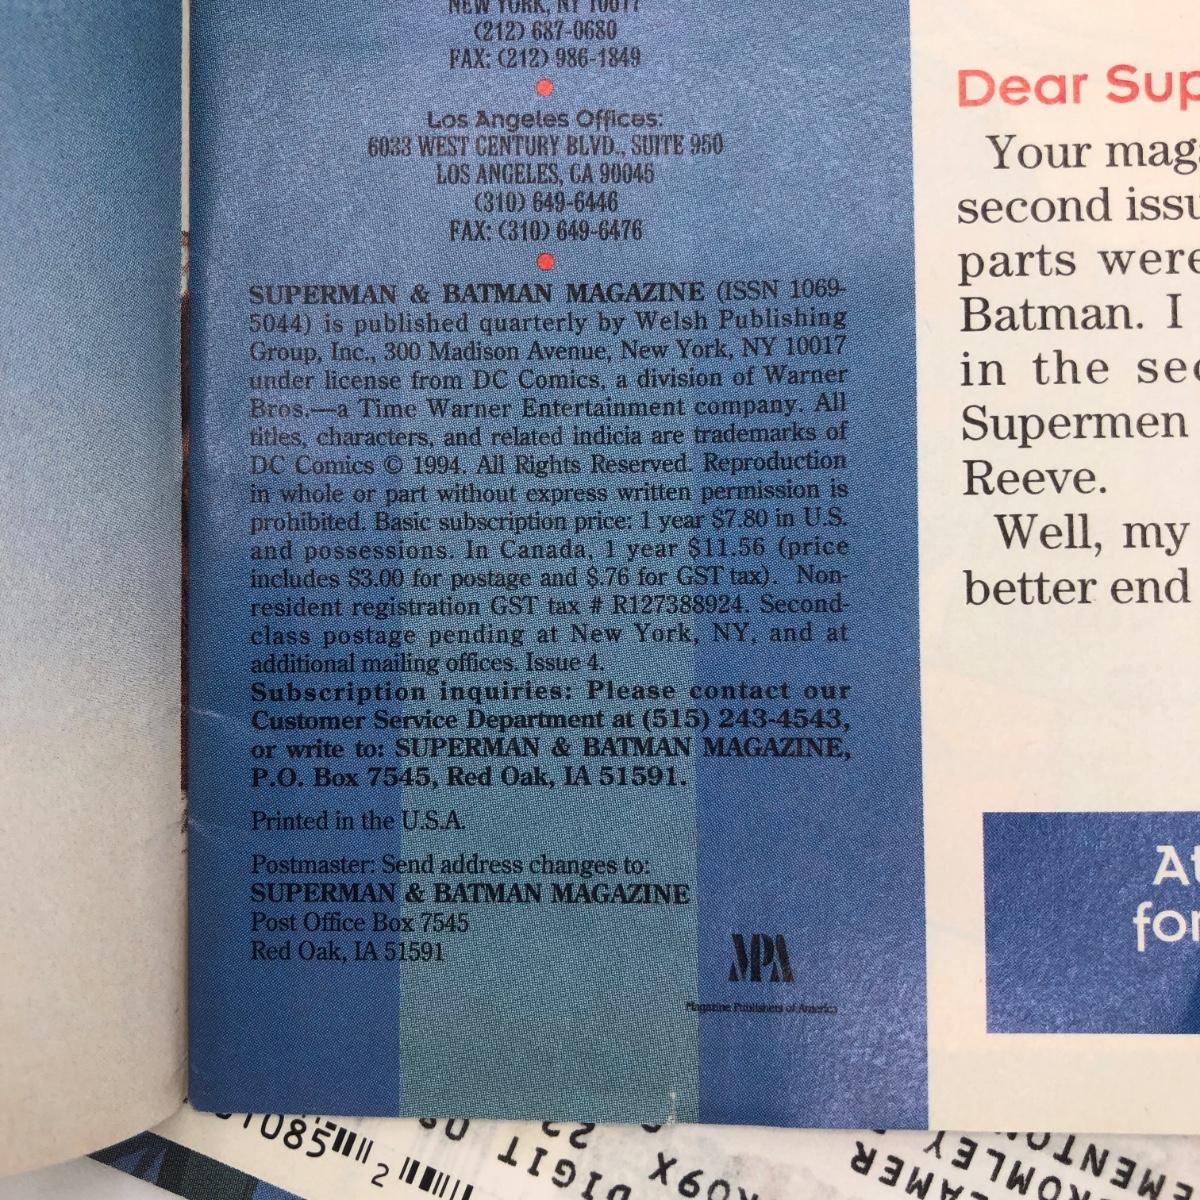 NEW YORK, NY 10017
(212) 687-0680
FAX: (212) 986-1849
Los Angeles Offices:
6033 WEST CENTURY BLVD., SUITE 950
LOS ANGELES, CA 90045
(310) 649-6446
FAX: (310) 649-6476
SUPERMAN & BATMAN MAGAZINE (ISSN 1069-
5044) is published quarterly by Welsh Publishing
Group, Inc., 300 Madison Avenue, New York, NY 10017
under license from DC Comics, a division of Warner
Bros.—a Time Warner Entertainment company. All
titles, characters, and related indicia are trademarks of
DC Comics © 1994. All Rights Reserved. Reproduction
in whole or part without express written permission is
prohibited. Basic subscription price: 1 year $7.80 in U.S.
and possessions. In Canada, 1 year $11.56 (price
includes $3.00 for postage and $.76 for GST tax). Non-
resident registration GST tax # R127388924. Second-
class postage pending at New York, NY, and at
additional mailing offices. Issue 4.
Subscription inquiries: Please contact our
Customer Service Department at (515) 243-4543,
or write to: SUPERMAN & BATMAN MAGAZINE,
P.O. Box 7545, Red Oak, IA 51591.
Printed in the U.S.A.
Postmaster: Send address changes to:
SUPERMAN & BATMAN MAGAZINE
Post Office Box 7545
Red Oak, IA 51591
MPA
Magazine Publishers of America
Dear Sup
Your mag
second issu
parts were
Batman. I
in the sec
Supermen
Reeve.
Well, my
better end
At
for
DIGIT